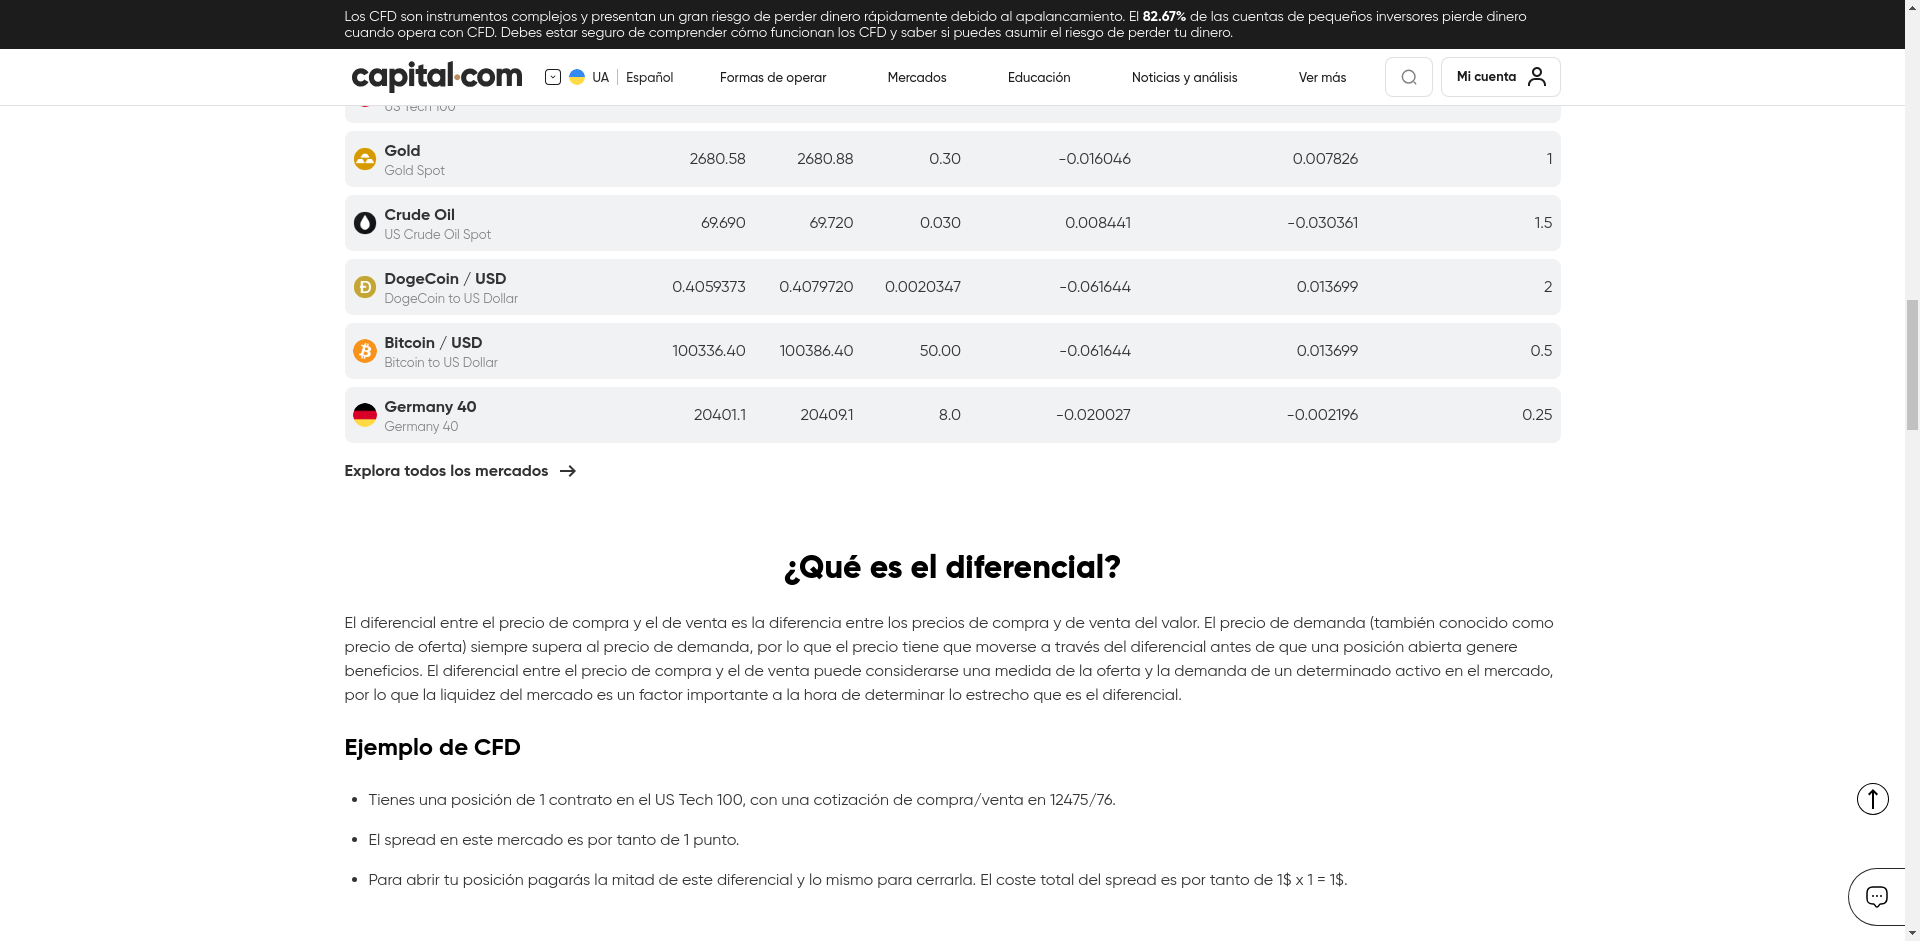 Los CFD son instrumentos complejos y presentan un gran riesgo de perder dinero rápidamente debido al apalancamiento. El 82.67% de las cuentas de pequeños inversores pierde dinero
cuando opera con CFD. Debes estar seguro de comprender cómo funcionan los CFD y saber si puedes asumir el riesgo de perder tu dinero.
capital.com UA Español Formas de operar Mercados Educación Noticias y análisis Ver más Mi cuenta
US Tech 100
Gold 2680.58 2680.88 0.30 -0.016046 0.007826 1
Gold Spot
Crude Oil 69.690 69.720 0.030 0.008441 -0.030361 1.5
US Crude Oil Spot
DogeCoin / USD 0.4059373 0.4079720 0.0020347 -0.061644 0.013699 2
DogeCoin to US Dollar
Bitcoin / USD 100336.40 100386.40 50.00 -0.061644 0.013699 0.5
Bitcoin to US Dollar
Germany 40 20401.1 20409.1 8.0 -0.020027 -0.002196 0.25
Germany 40
Explora todos los mercados
¿Qué es el diferencial?
El diferencial entre el precio de compra y el de venta es la diferencia entre los precios de compra y de venta del valor. El precio de demanda (también conocido como
precio de oferta) siempre supera al precio de demanda, por lo que el precio tiene que moverse a través del diferencial antes de que una posición abierta genere
beneficios. El diferencial entre el precio de compra y el de venta puede considerarse una medida de la oferta y la demanda de un determinado activo en el mercado,
por lo que la liquidez del mercado es un factor importante a la hora de determinar lo estrecho que es el diferencial.
Ejemplo de CFD
• Tienes una posición de 1 contrato en el US Tech 100, con una cotización de compra/venta en 12475/76.
• El spread en este mercado es por tanto de 1 punto.
• Para abrir tu posición pagarás la mitad de este diferencial y lo mismo para cerrarla. El coste total del spread es por tanto de 1$ x 1 = 1$.